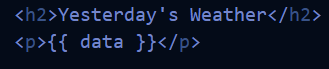 <h2>Yesterday's Weather</h2>
<p>{{ data }}</p>